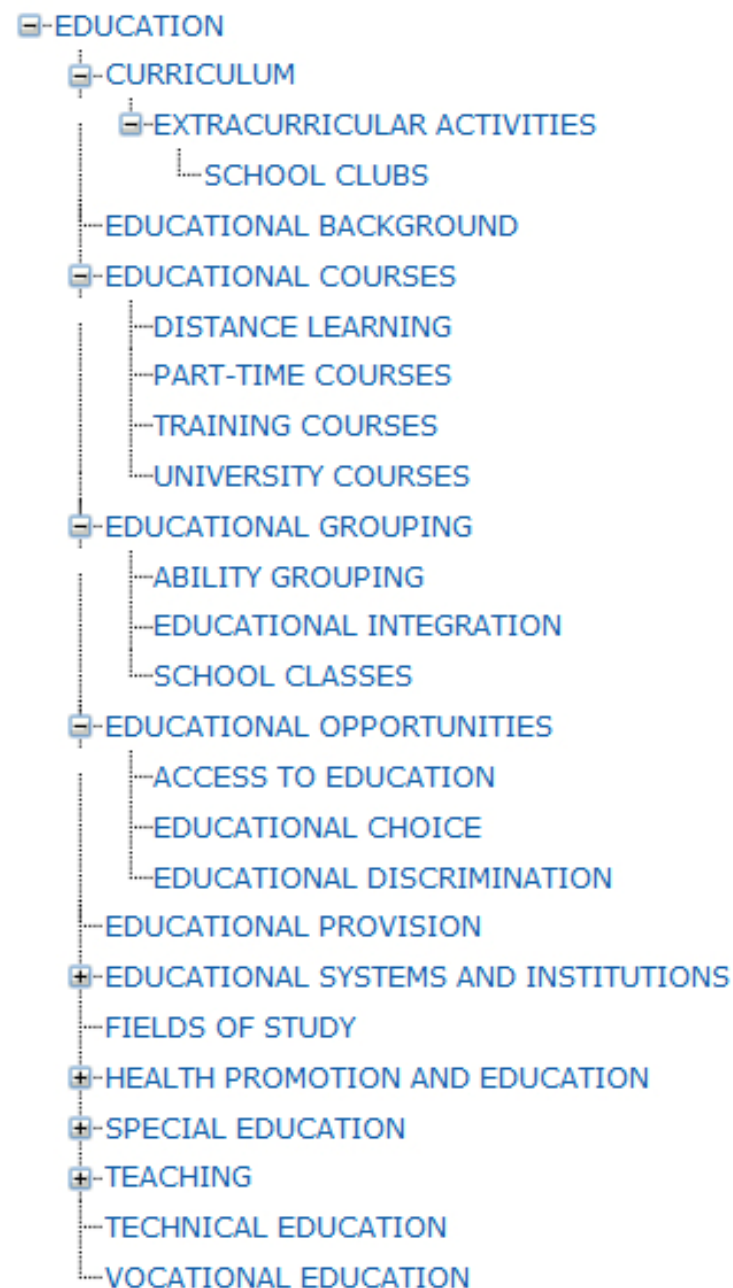 EDUCATION
CURRICULUM
EXTRACURRICULAR ACTIVITIES
SCHOOL CLUBS
EDUCATIONAL BACKGROUND
EDUCATIONAL COURSES
DISTANCE LEARNING
PART-TIME COURSES
TRAINING COURSES
UNIVERSITY COURSES
EDUCATIONAL GROUPING
ABILITY GROUPING
EDUCATIONAL INTEGRATION
SCHOOL CLASSES
EDUCATIONAL OPPORTUNITIES
ACCESS TO EDUCATION
EDUCATIONAL CHOICE
EDUCATIONAL DISCRIMINATION
EDUCATIONAL PROVISION
EDUCATIONAL SYSTEMS AND INSTITUTIONS
FIELDS OF STUDY
HEALTH PROMOTION AND EDUCATION
SPECIAL EDUCATION
TEACHING
TECHNICAL EDUCATION
VOCATIONAL EDUCATION